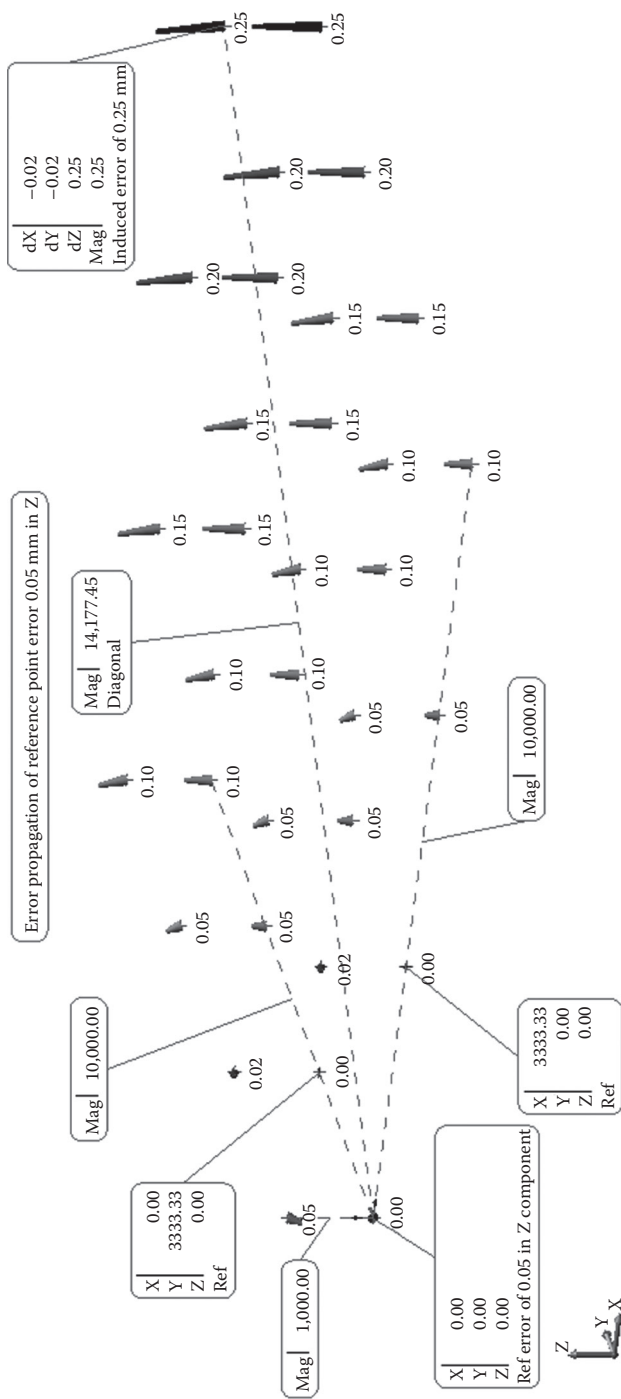 Error propagation of reference point error 0.05 mm in Z
dX −0.02
dY −0.02
dZ 0.25
Mag 0.25
Induced error of 0.25 mm
Mag 14,177.45
Diagonal
Mag 10,000.00
X 0.00
Y 3333.33
Z 0.00
Ref
Mag 1,000.00
X 0.00
Y 0.00
Z 0.00
Ref error of 0.05 in Z component
X 3333.33
Y 0.00
Z 0.00
Ref
Mag 10,000.00
0.25
0.25
0.20
0.20
0.20
0.20
0.15
0.15
0.15
0.15
0.15
0.15
0.10
0.10
0.10
0.10
0.10
0.10
0.10
0.10
0.05
0.05
0.05
0.05
0.05
0.05
0.02
0.00
0.02
0.00
0.05
0.00
Z
Y
X